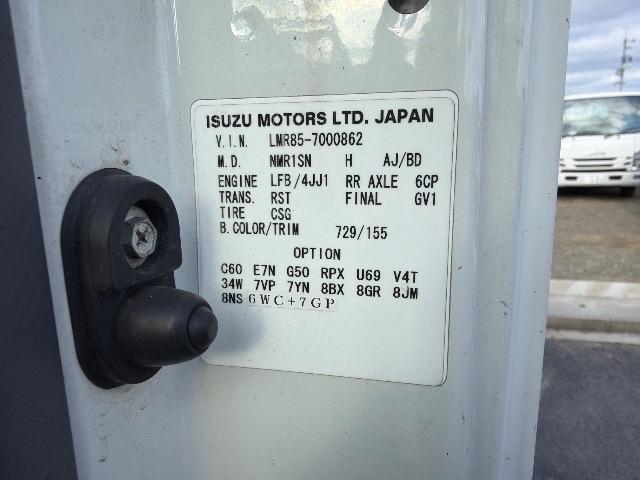 ISUZU MOTORS LTD. JAPAN
V.I.N. LMR85-7000862
M.D. NMR1SN H AJ/BD
ENGINE LFB/4JJ1 RR AXLE 6CP
TRANS. RST FINAL GV1
TIRE CSG
B.COLOR/TRIM 729/155
OPTION
C60 E7N G50 RPX U69 V4T
34W 7VP 7YN 8BX 8GR 8JM
8NS 6WC+7GP